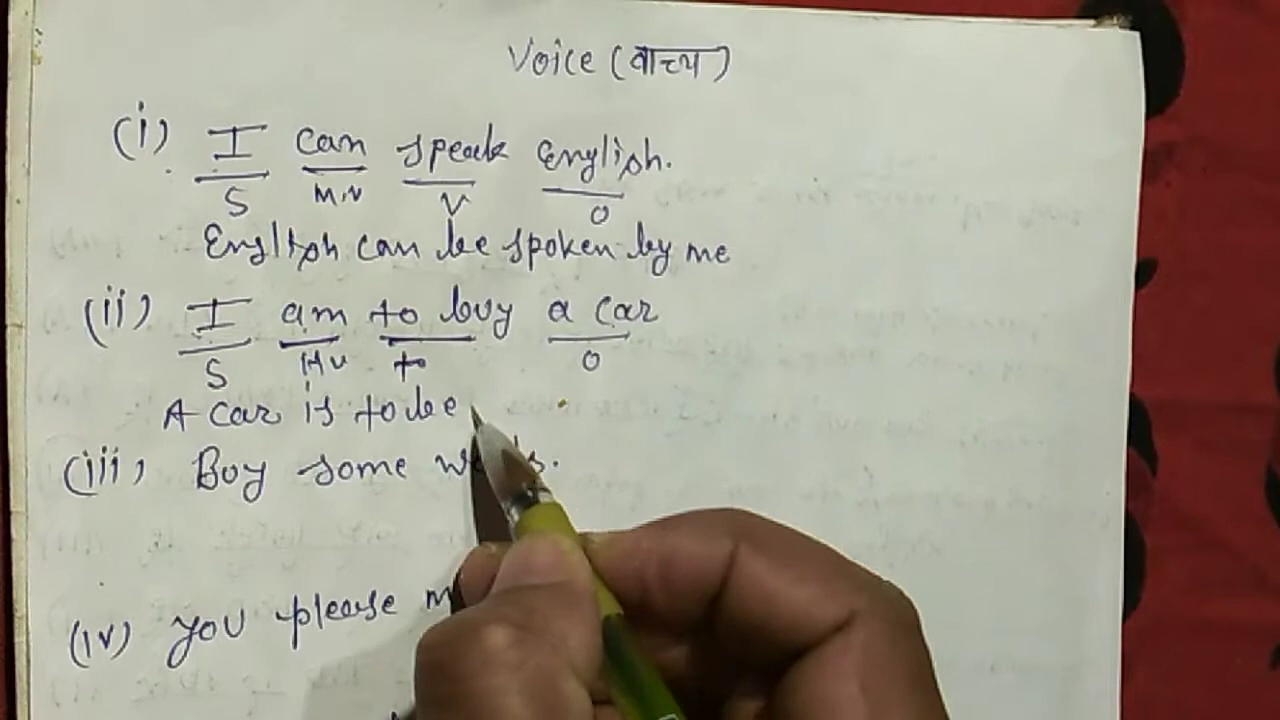 Voice (वाच्य)
(i) I can speak English.
S M.V V O
English can be spoken by me
(ii) I am to buy a car
S HV to O
A car is to be
(iii) Buy some
(iv) you please